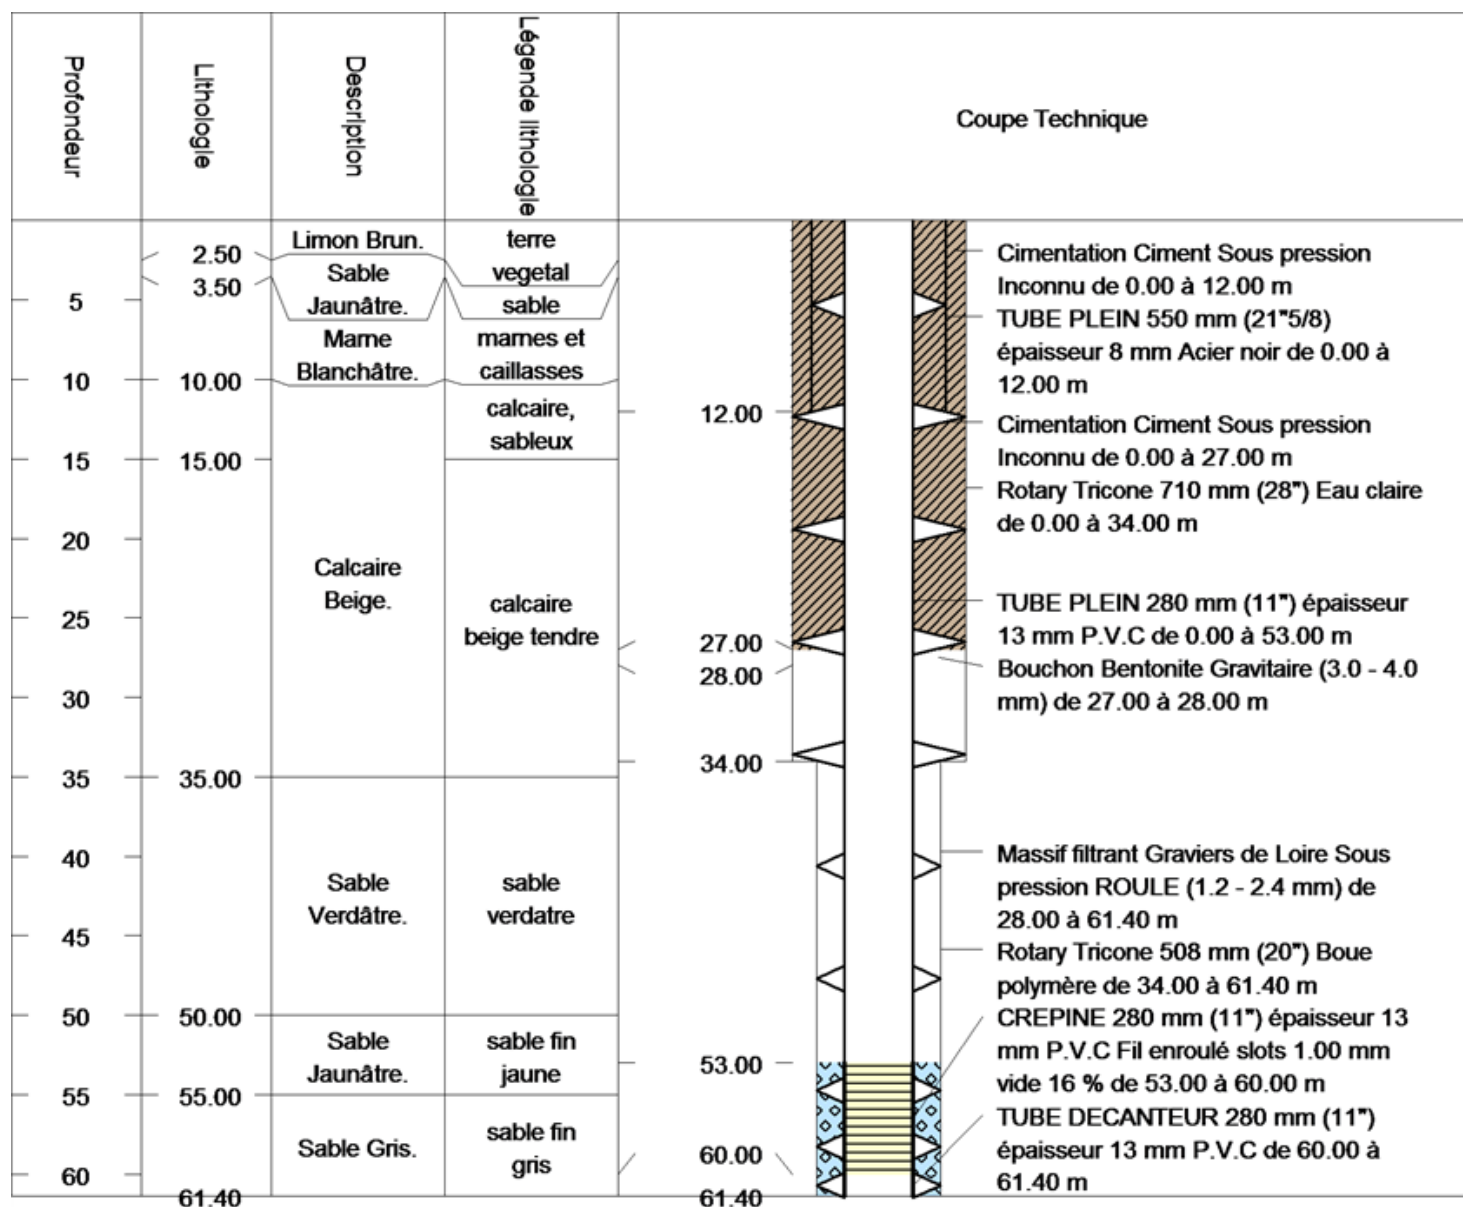 Profondeur
Lithologie
Description
Légende lithologie
Coupe Technique
5
10
15
20
25
30
35
40
45
50
55
60
2.50
3.50
10.00
15.00
35.00
50.00
55.00
61.40
Limon Brun.
Sable
Jaunâtre.
Marne
Blanchâtre.
Calcaire
Beige.
Sable
Verdâtre.
Sable
Jaunâtre.
Sable Gris.
terre
vegetal
sable
marnes et
caillasses
calcaire,
sableux
calcaire
beige tendre
sable
verdatre
sable fin
jaune
sable fin
gris
12.00
27.00
28.00
34.00
53.00
60.00
61.40
Cimentation Ciment Sous pression
Inconnu de 0.00 à 12.00 m
TUBE PLEIN 550 mm (21"5/8)
épaisseur 8 mm Acier noir de 0.00 à
12.00 m
Cimentation Ciment Sous pression
Inconnu de 0.00 à 27.00 m
Rotary Tricone 710 mm (28") Eau claire
de 0.00 à 34.00 m
TUBE PLEIN 280 mm (11") épaisseur
13 mm P.V.C de 0.00 à 53.00 m
Bouchon Bentonite Gravitaire (3.0 - 4.0
mm) de 27.00 à 28.00 m
Massif filtrant Graviers de Loire Sous
pression ROULE (1.2 - 2.4 mm) de
28.00 à 61.40 m
Rotary Tricone 508 mm (20") Boue
polymère de 34.00 à 61.40 m
CREPINE 280 mm (11") épaisseur 13
mm P.V.C Fil enroulé slots 1.00 mm
vide 16 % de 53.00 à 60.00 m
TUBE DECANTEUR 280 mm (11")
épaisseur 13 mm P.V.C de 60.00 à
61.40 m